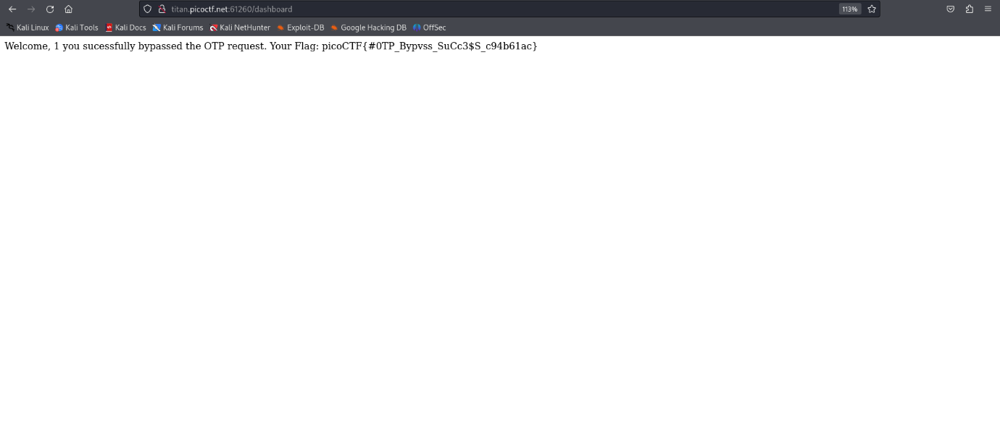 titan.picoctf.net:61260/dashboard 113%
Kali Linux Kali Tools Kali Docs Kali Forums Kali NetHunter Exploit-DB Google Hacking DB OffSec
Welcome, 1 you sucessfully bypassed the OTP request. Your Flag: picoCTF{#0TP_Bypvss_SuCc3$S_c94b61ac}